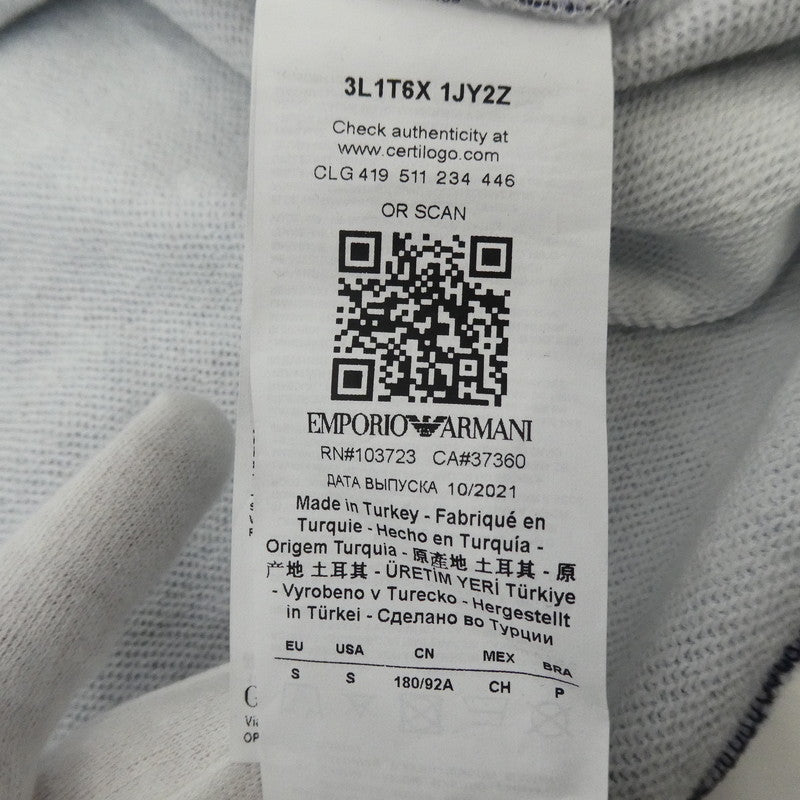 3L1T6X 1JY2Z
Check authenticity at
www.certilogo.com
CLG 419 511 234 446
OR SCAN
EMPORIO ARMANI
RN#103723 CA#37360
ДАТА ВЫПУСКА 10/2021
Made in Turkey - Fabriqué en
Turquie - Hecho en Turquía -
Origem Turquia - 原產地 土耳其 - 原
产地 土耳其 - ÜRETİM YERİ Türkiye
- Vyrobeno v Turecko - Hergestellt
in Türkei - Сделано во Турции
EU USA CN MEX BRA
S S 180/92A CH P